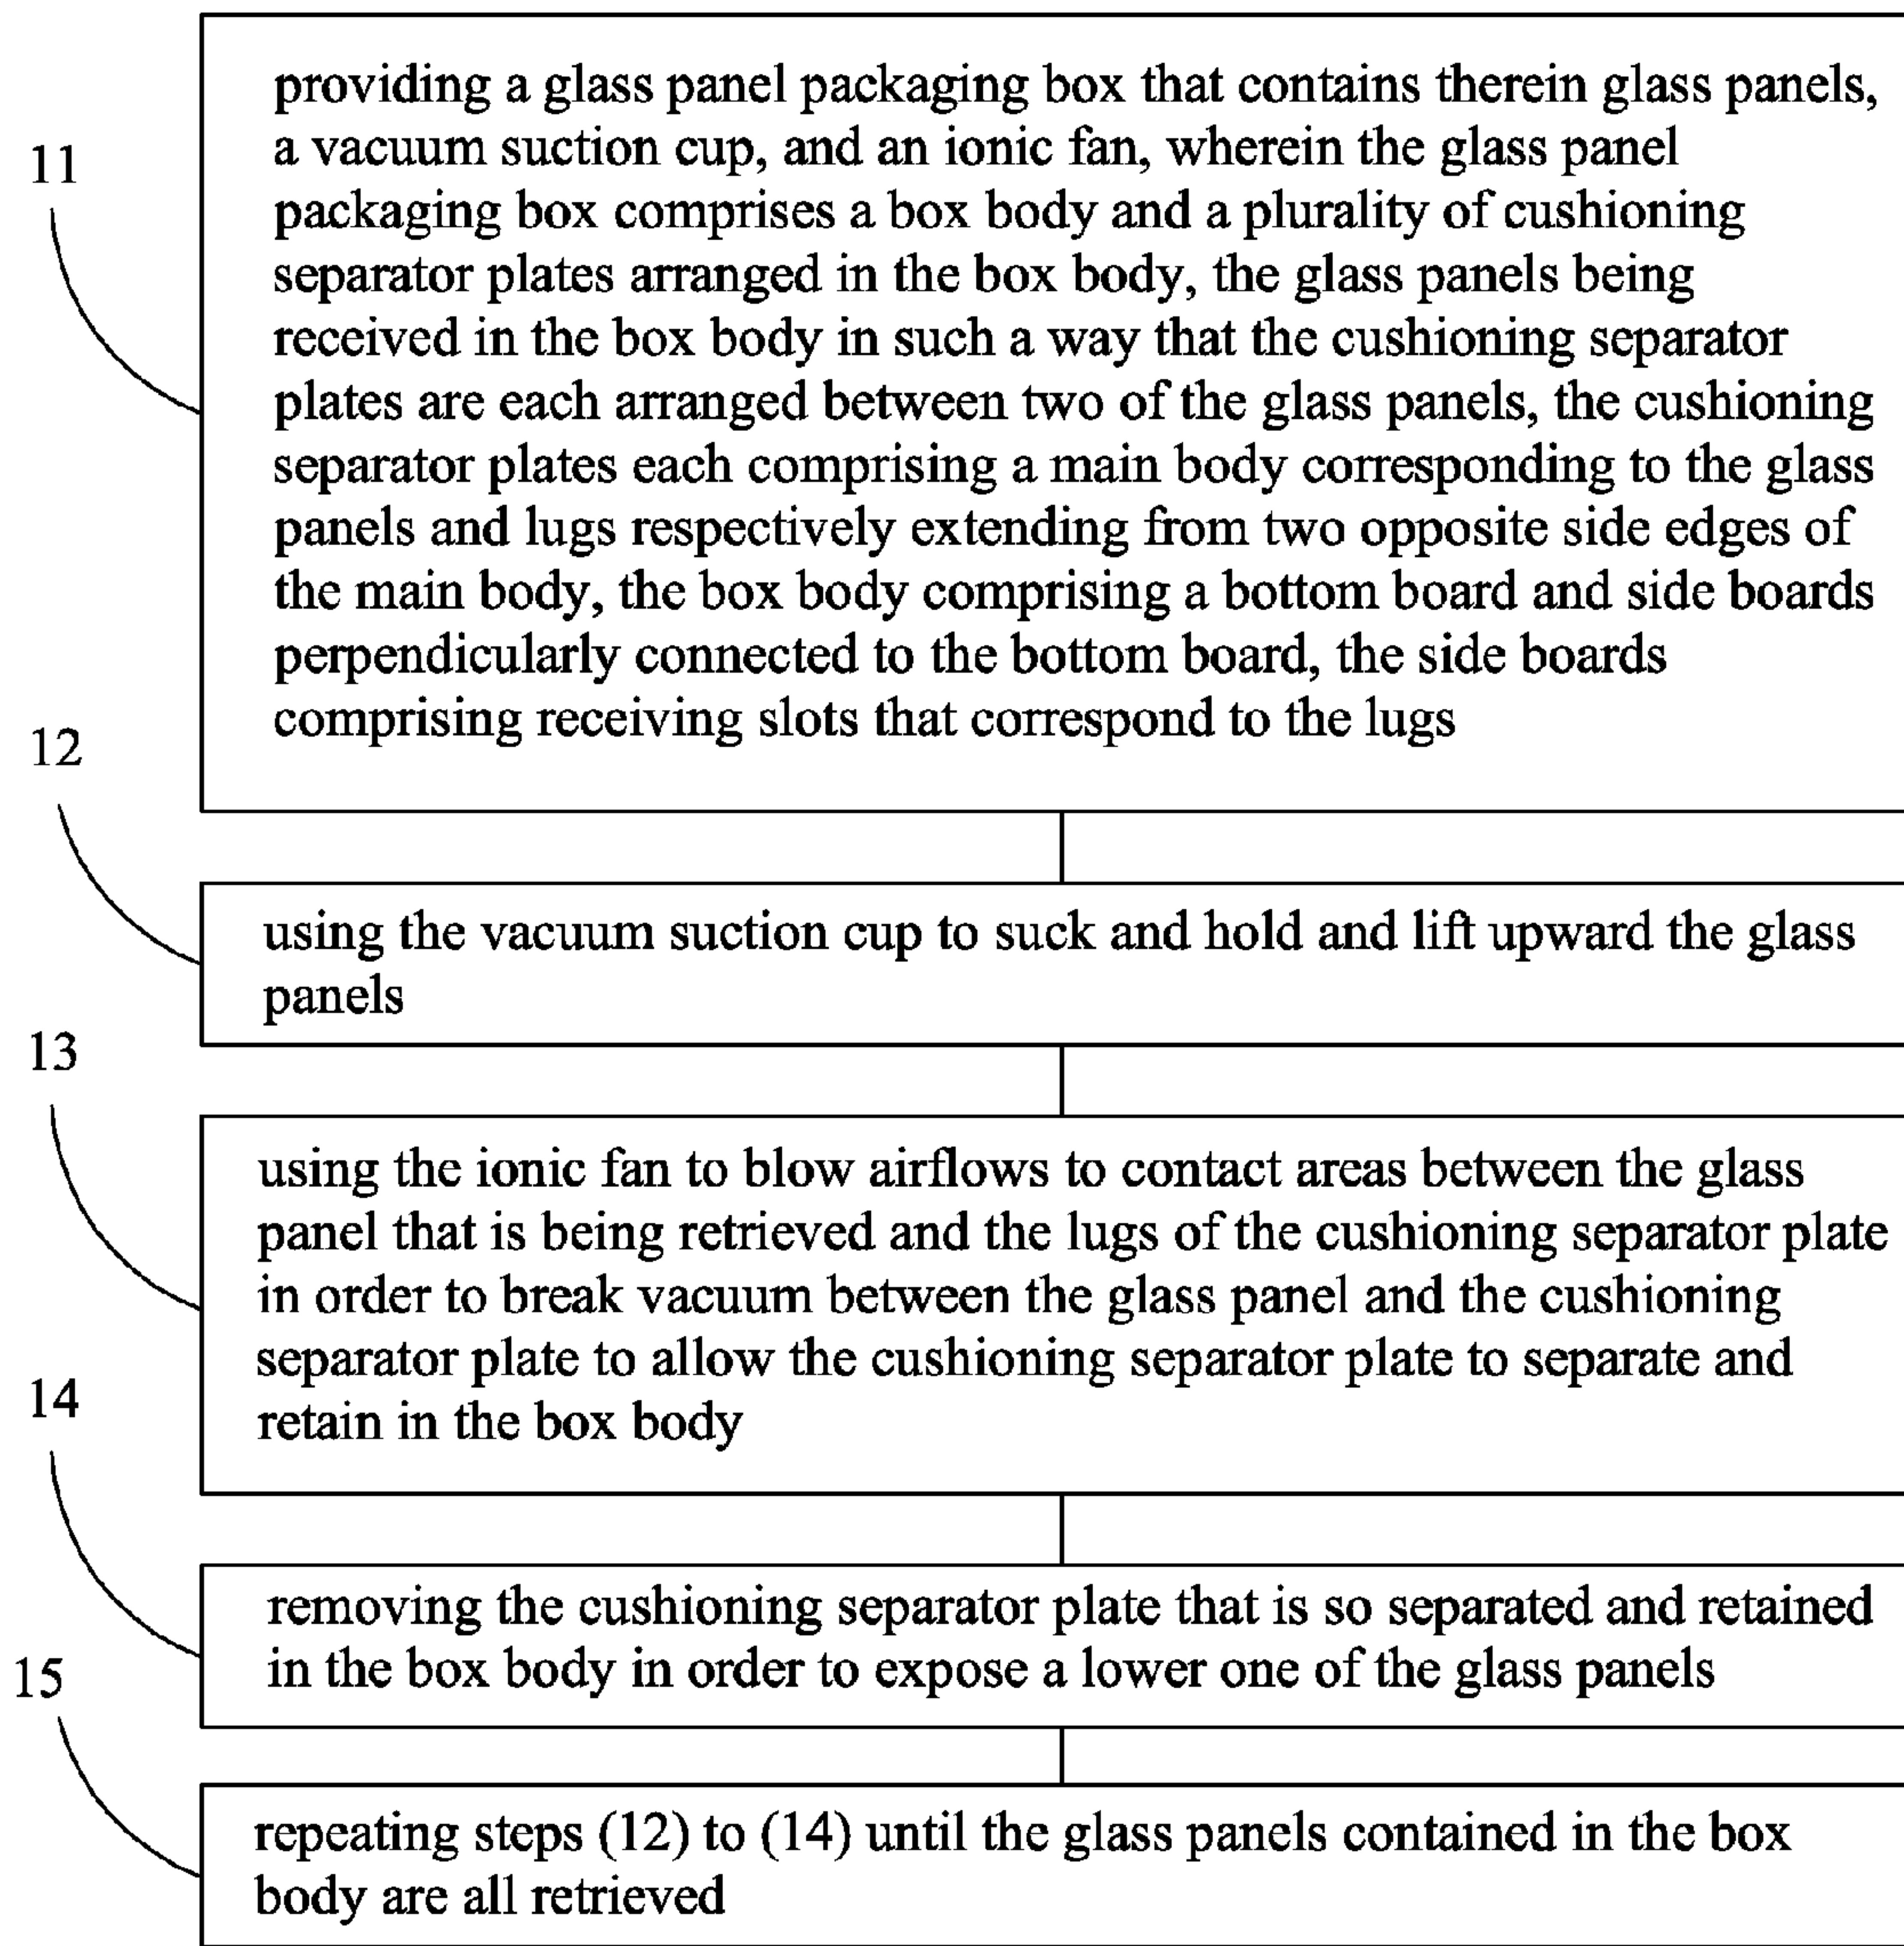 11
providing a glass panel packaging box that contains therein glass panels,
a vacuum suction cup, and an ionic fan, wherein the glass panel
packaging box comprises a box body and a plurality of cushioning
separator plates arranged in the box body, the glass panels being
received in the box body in such a way that the cushioning separator
plates are each arranged between two of the glass panels, the cushioning
separator plates each comprising a main body corresponding to the glass
panels and lugs respectively extending from two opposite side edges of
the main body, the box body comprising a bottom board and side boards
perpendicularly connected to the bottom board, the side boards
comprising receiving slots that correspond to the lugs
12
using the vacuum suction cup to suck and hold and lift upward the glass
panels
13
using the ionic fan to blow airflows to contact areas between the glass
panel that is being retrieved and the lugs of the cushioning separator plate
in order to break vacuum between the glass panel and the cushioning
separator plate to allow the cushioning separator plate to separate and
retain in the box body
14
removing the cushioning separator plate that is so separated and retained
in the box body in order to expose a lower one of the glass panels
15
repeating steps (12) to (14) until the glass panels contained in the box
body are all retrieved